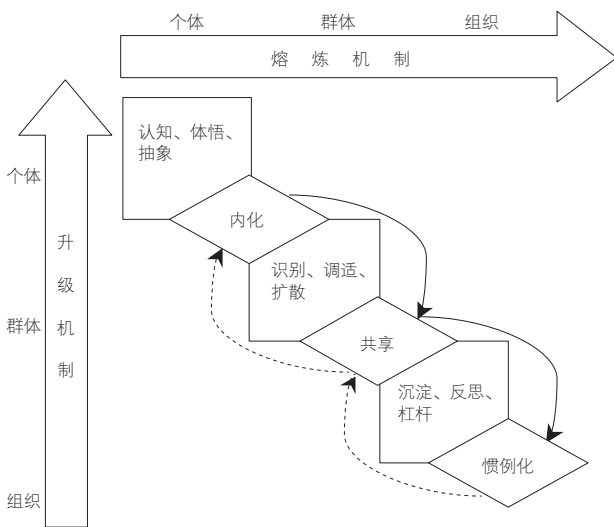 个体 群体 组织
熔炼机制
认知、体悟、
抽象
个体
内化
升级机制
识别、调适、
扩散
群体
共享
沉淀、反思、
杠杆
惯例化
组织